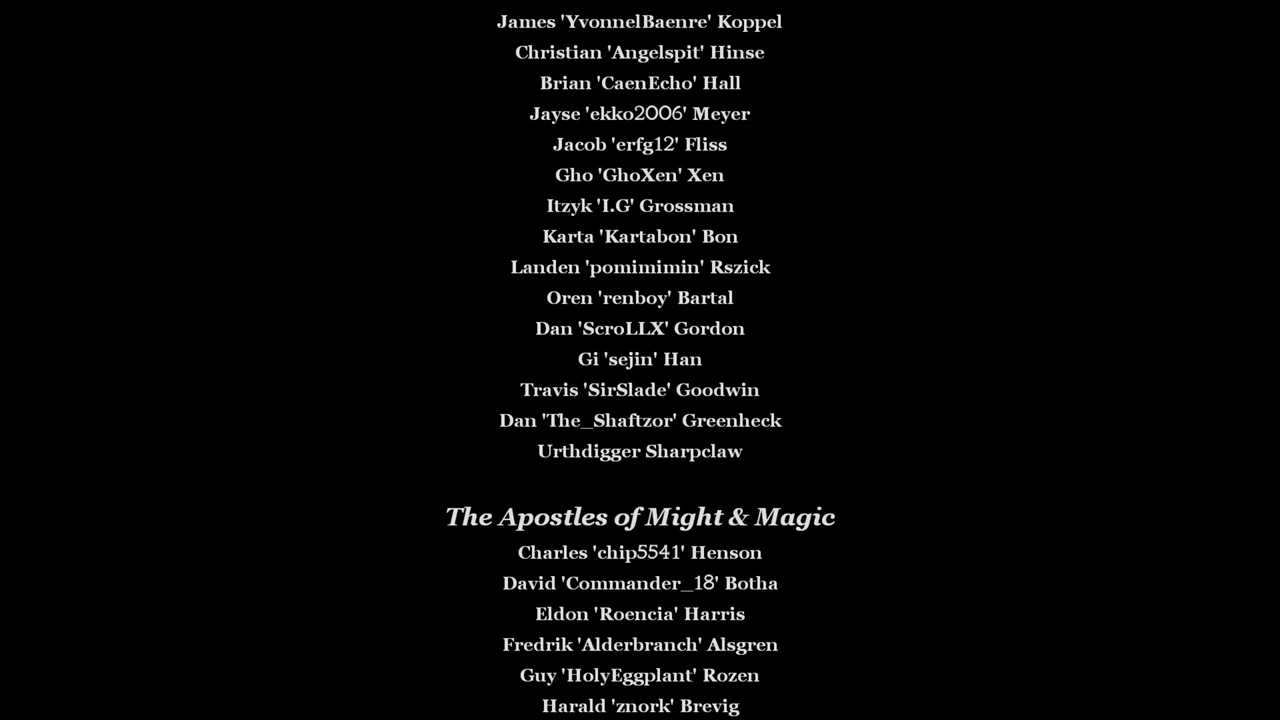 James 'YvonnelBaenre' Koppel
Christian 'Angelspit' Hinse
Brian 'CaenEcho' Hall
Jayse 'ekko2006' Meyer
Jacob 'erfg12' Fliss
Gho 'GhoXen' Xen
Itzyk 'I.G' Grossman
Karta 'Kartabon' Bon
Landen 'pomimimin' Rszick
Oren 'renboy' Bartal
Dan 'ScroLLX' Gordon
Gi 'sejin' Han
Travis 'SirSlade' Goodwin
Dan 'The_Shaftzor' Greenheck
Urthdigger Sharpclaw
The Apostles of Might & Magic
Charles 'chip5541' Henson
David 'Commander_18' Botha
Eldon 'Roencia' Harris
Fredrik 'Alderbranch' Alsgren
Guy 'HolyEggplant' Rozen
Harald 'znork' Brevig